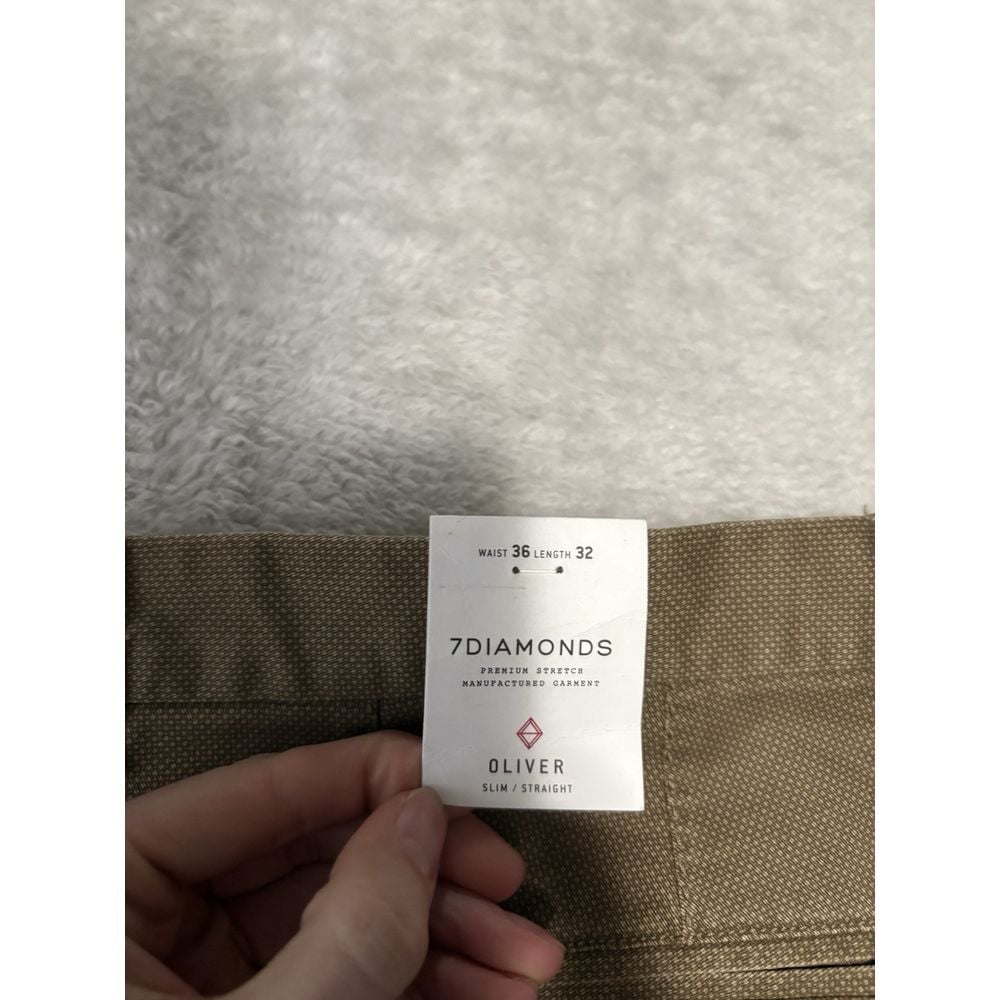 WAIST 36 LENGTH 32
7DIAMONDS
PREMIUM STRETCH
MANUFACTURED GARMENT
OLIVER
SLIM / STRAIGHT